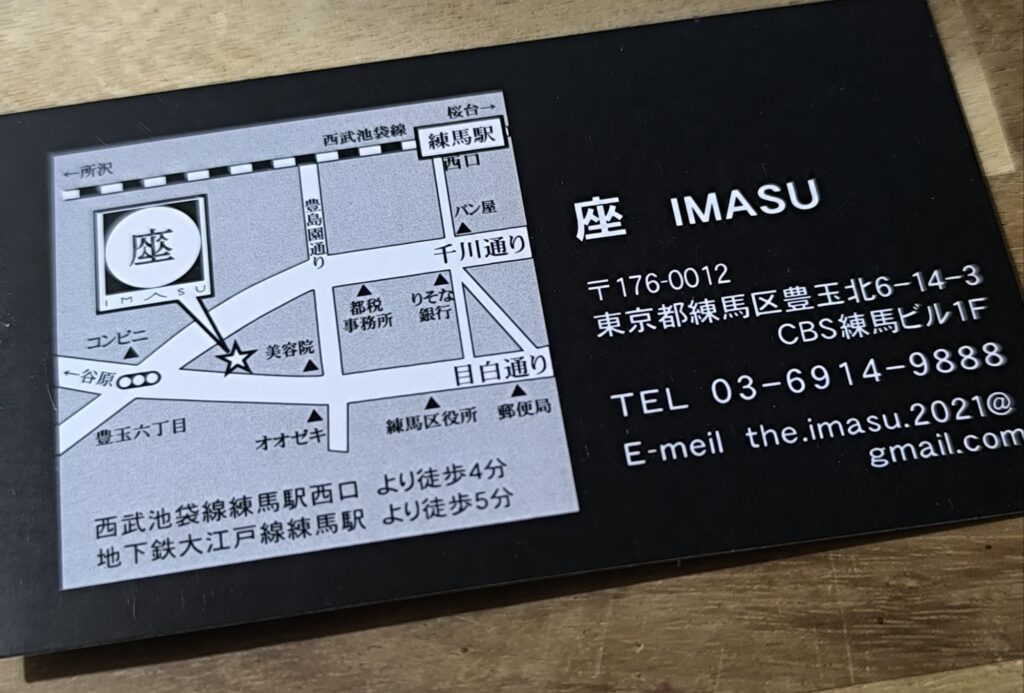 桜台→
西武池袋線
練馬駅
←所沢
西口
豊島園通り
パン屋
座
IMASU
千川通り
都税
事務所
りそな
銀行
コンビニ
美容院
←谷原
目白通り
豊玉六丁目
オオゼキ
練馬区役所
郵便局
西武池袋線練馬駅西口 より徒歩4分
地下鉄大江戸線練馬駅 より徒歩5分
座 IMASU
〒176-0012
東京都練馬区豊玉北6-14-3
CBS練馬ビル1F
TEL 03-6914-9888
E-meil the.imasu.2021@
gmail.com